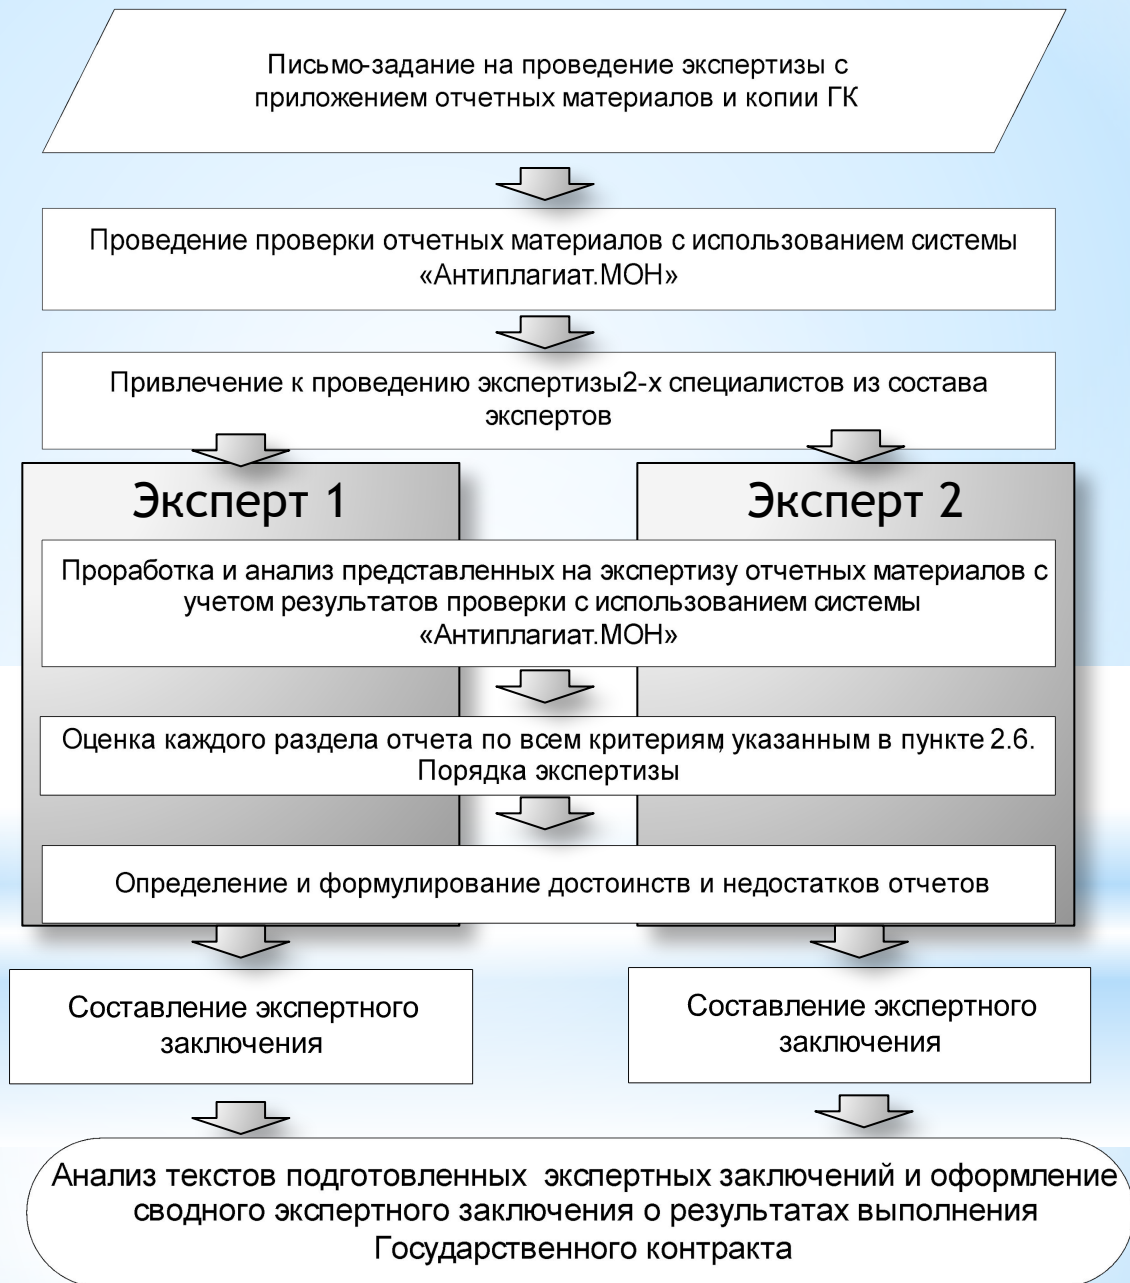 Письмо-задание на проведение экспертизы с
приложением отчетных материалов и копии ГК
Проведение проверки отчетных материалов с использованием системы
«Антиплагиат.МОН»
Привлечение к проведению экспертизы2-х специалистов из состава
экспертов
Эксперт 1
Эксперт 2
Проработка и анализ представленных на экспертизу отчетных материалов с
учетом результатов проверки с использованием системы
«Антиплагиат.МОН»
Оценка каждого раздела отчета по всем критериям, указанным в пункте 2.6.
Порядка экспертизы
Определение и формулирование достоинств и недостатков отчетов
Составление экспертного
заключения
Составление экспертного
заключения
Анализ текстов подготовленных экспертных заключений и оформление
сводного экспертного заключения о результатах выполнения
Государственного контракта